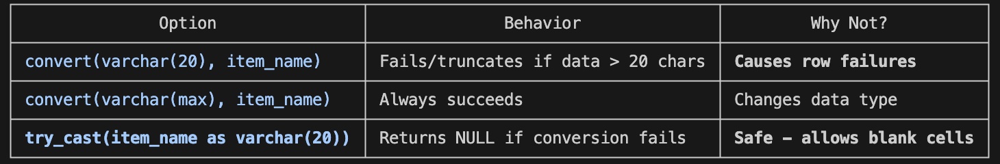 Option Behavior Why Not?
convert(varchar(20), item_name) Fails/truncates if data > 20 chars Causes row failures
convert(varchar(max), item_name) Always succeeds Changes data type
try_cast(item_name as varchar(20)) Returns NULL if conversion fails Safe – allows blank cells